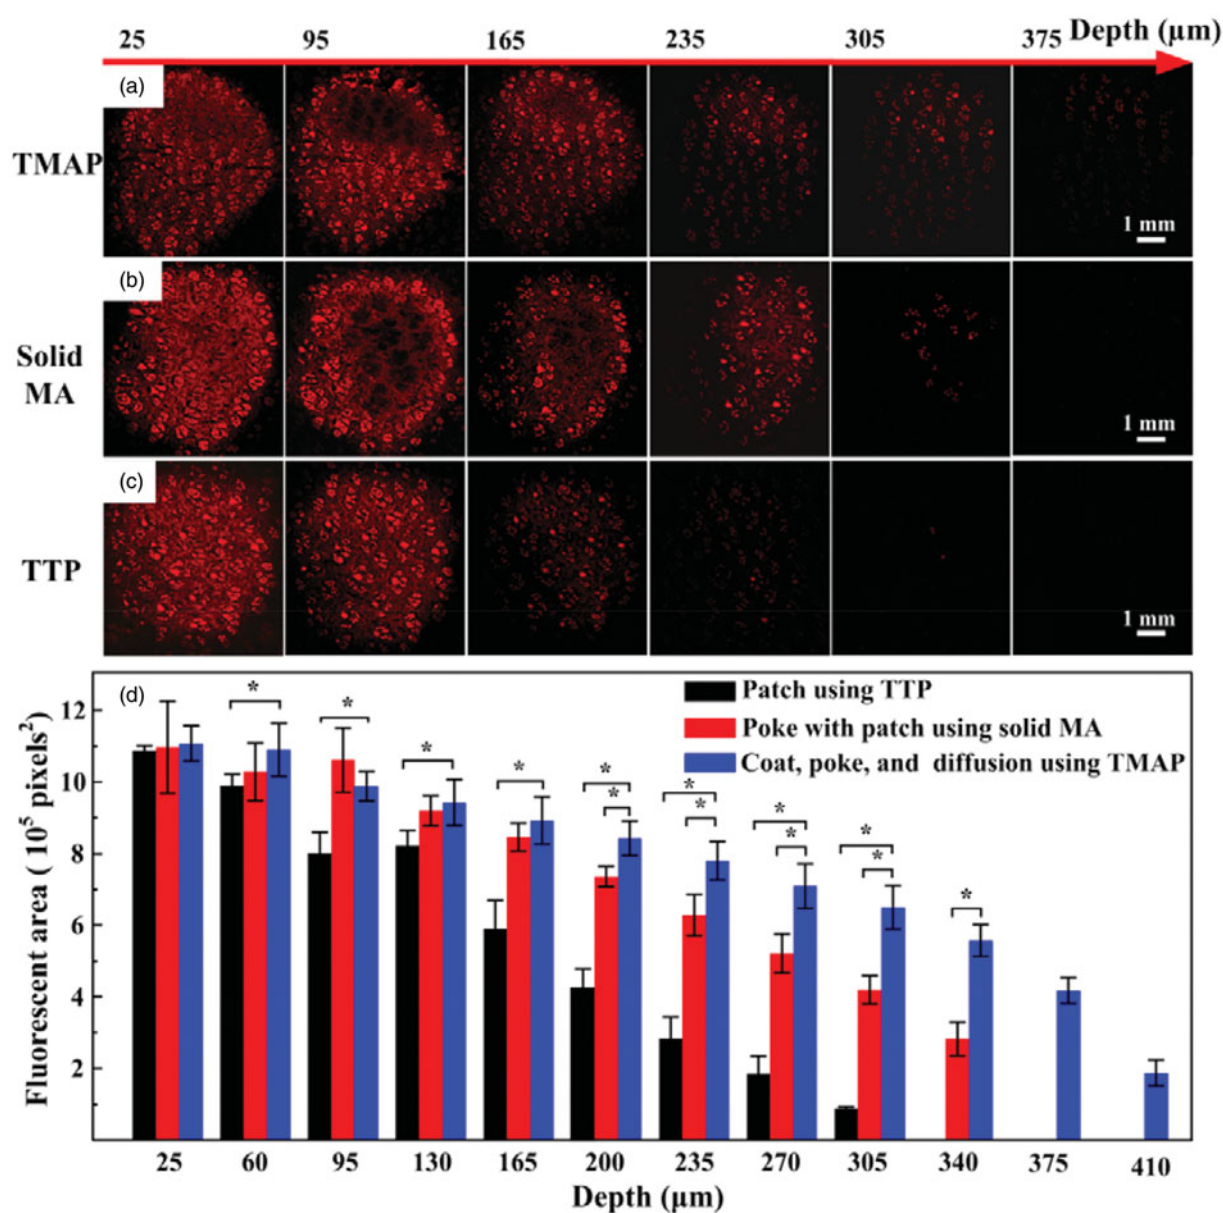 25 95 165 235 305 375 Depth (µm)
(a)
TMAP
1 mm
(b)
Solid
MA
1 mm
(c)
TTP
1 mm
(d)
Patch using TTP
Poke with patch using solid MA
Coat, poke, and diffusion using TMAP
* * * * * * * * * * * * *
Fluorescent area ( 10⁵ pixels²)
12
10
8
6
4
2
25 60 95 130 165 200 235 270 305 340 375 410
Depth (µm)